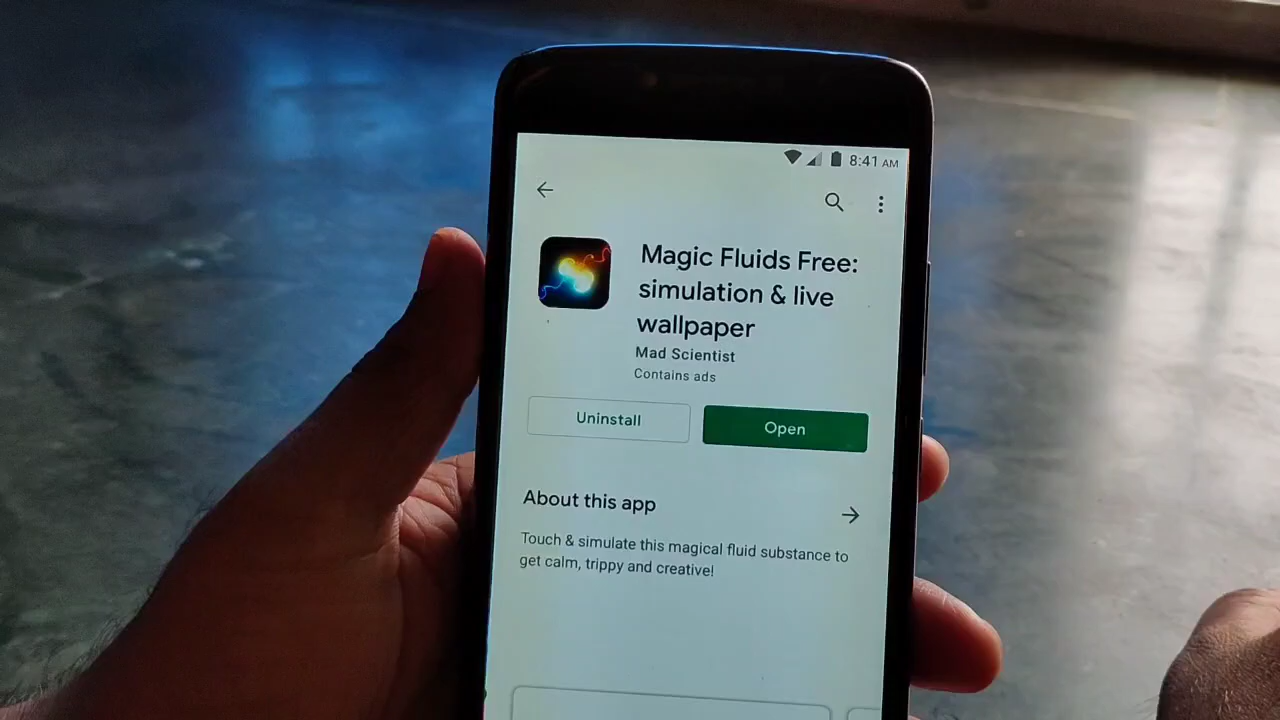 8:41 AM
Magic Fluids Free:
simulation & live
wallpaper
Mad Scientist
Contains ads
Uninstall
Open
About this app
Touch & simulate this magical fluid substance to
get calm, trippy and creative!